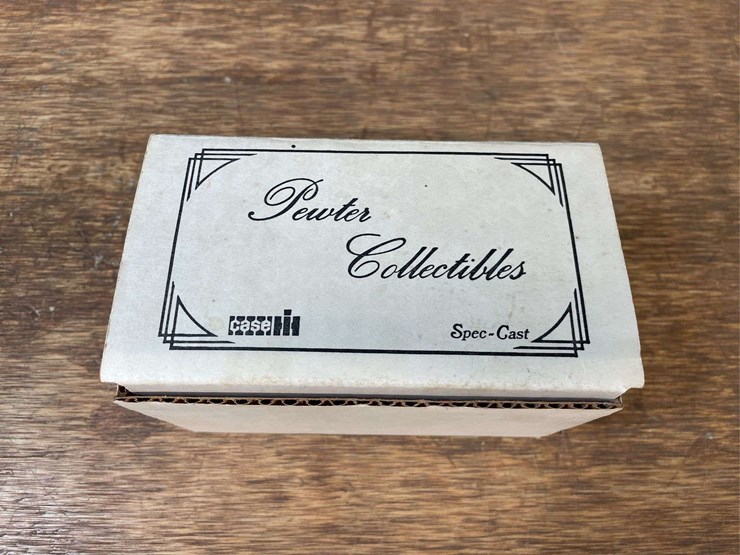 Pewter
Collectibles
case IH
Spec-Cast